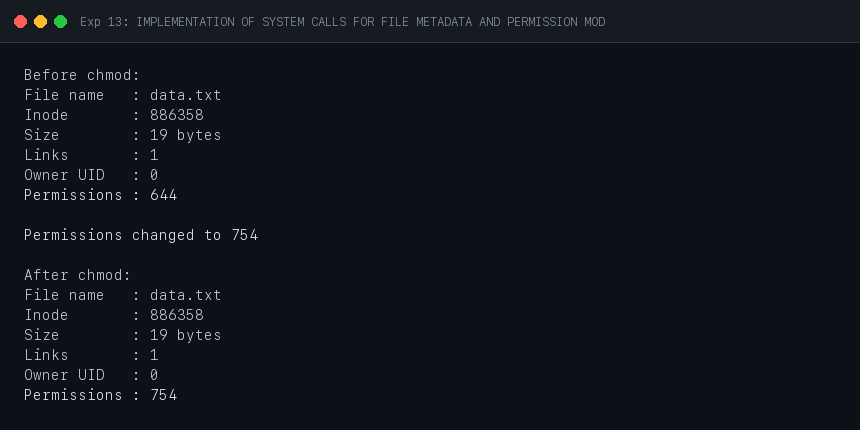 Exp 13: IMPLEMENTATION OF SYSTEM CALLS FOR FILE METADATA AND PERMISSION MOD
Before chmod:
File name   : data.txt
Inode       : 886358
Size        : 19 bytes
Links       : 1
Owner UID   : 0
Permissions : 644
Permissions changed to 754
After chmod:
File name   : data.txt
Inode       : 886358
Size        : 19 bytes
Links       : 1
Owner UID   : 0
Permissions : 754